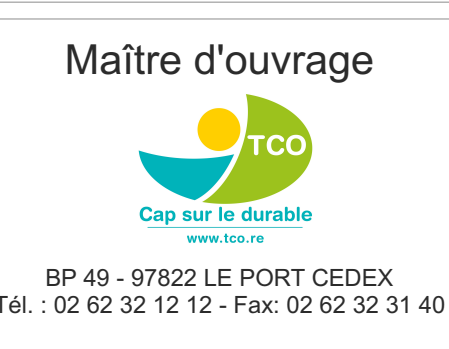 Maître d'ouvrage
TCO
Cap sur le durable
www.tco.re
BP 49 - 97822 LE PORT CEDEX
Tél. : 02 62 32 12 12 - Fax: 02 62 32 31 40